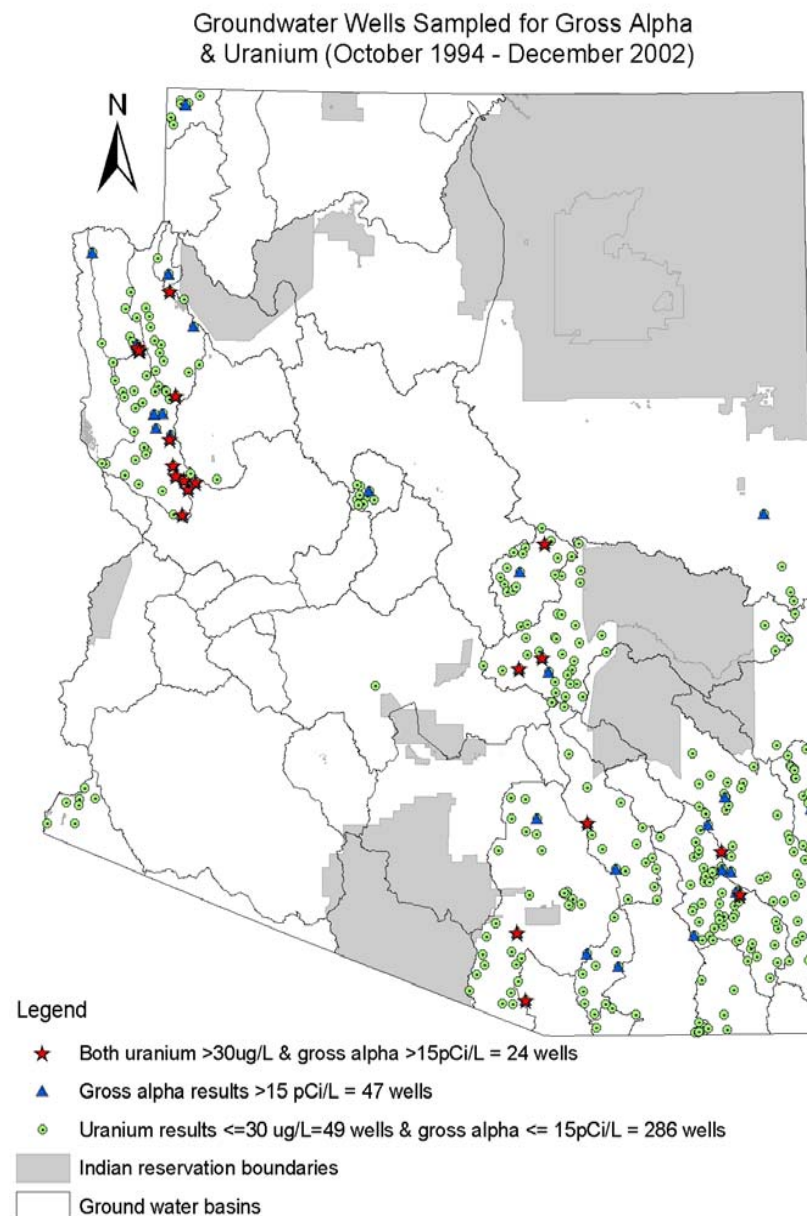 Groundwater Wells Sampled for Gross Alpha
& Uranium (October 1994 - December 2002)
N
Legend
Both uranium >30ug/L & gross alpha >15pCi/L = 24 wells
Gross alpha results >15 pCi/L = 47 wells
Uranium results <=30 ug/L=49 wells & gross alpha <= 15pCi/L = 286 wells
Indian reservation boundaries
Ground water basins